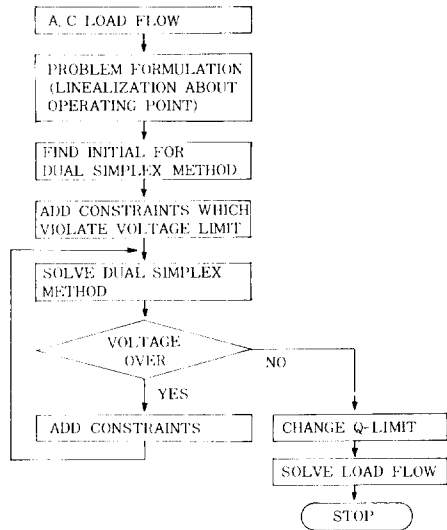 A, C LOAD FLOW
PROBLEM FORMULATION
(LINEALIZATION ABOUT
OPERATING POINT)
FIND INITIAL FOR
DUAL SIMPLEX METHOD
ADD CONSTRAINTS WHICH
VIOLATE VOLTAGE LIMIT
SOLVE DUAL SIMPLEX
METHOD
VOLTAGE
OVER
NO
YES
ADD CONSTRAINTS
CHANGE Q-LIMIT
SOLVE LOAD FLOW
STOP